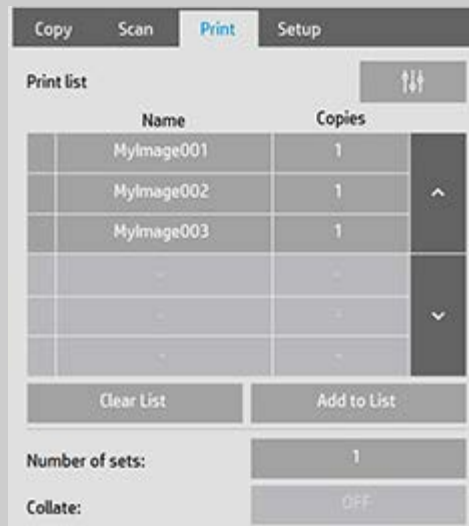 Copy Scan Print Setup
Print list
Name Copies
MyImage001 1
MyImage002 1
MyImage003 1
- -
- -
- -
Clear List Add to List
Number of sets: 1
Collate: OFF